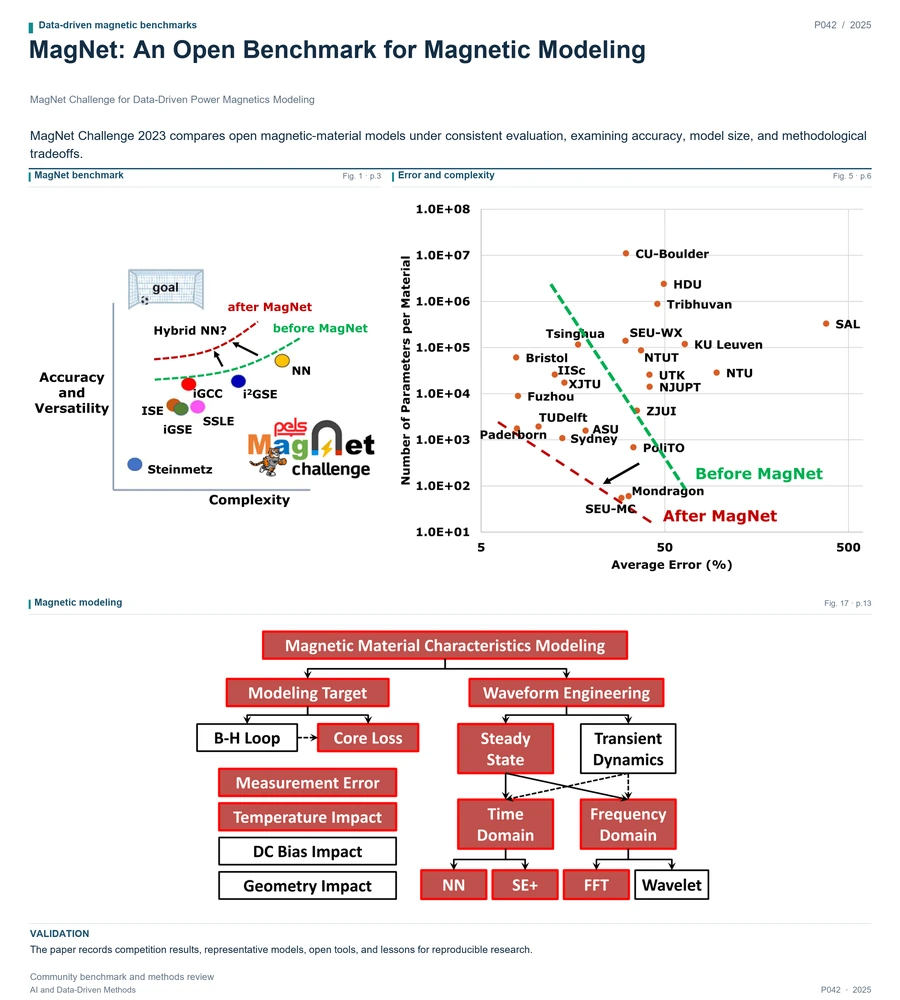 Data-driven magnetic benchmarks
P042 / 2025
MagNet: An Open Benchmark for Magnetic Modeling
MagNet Challenge for Data-Driven Power Magnetics Modeling
MagNet Challenge 2023 compares open magnetic-material models under consistent evaluation, examining accuracy, model size, and methodological
tradeoffs.
MagNet benchmark
Fig. 1 · p.3
goal
after MagNet
before MagNet
Hybrid NN?
NN
iGCC
i²GSE
ISE
SSLE
iGSE
Steinmetz
Accuracy
and
Versatility
Complexity
pels
MagNet
challenge
Error and complexity
Fig. 5 · p.6
Number of Parameters per Material
1.0E+08
1.0E+07
1.0E+06
1.0E+05
1.0E+04
1.0E+03
1.0E+02
1.0E+01
CU-Boulder
HDU
Tribhuvan
SAL
Tsinghua
SEU-WX
KU Leuven
Bristol
NTUT
IISc
XJTU
UTK
NTU
NJUPT
Fuzhou
ZJUI
TUDelft
Paderborn
ASU
Sydney
PoliTO
Before MagNet
Mondragon
SEU-MC
After MagNet
5
50
500
Average Error (%)
Magnetic modeling
Fig. 17 · p.13
Magnetic Material Characteristics Modeling
Modeling Target
Waveform Engineering
B-H Loop
Core Loss
Steady
State
Transient
Dynamics
Measurement Error
Temperature Impact
DC Bias Impact
Geometry Impact
Time
Domain
Frequency
Domain
NN
SE+
FFT
Wavelet
VALIDATION
The paper records competition results, representative models, open tools, and lessons for reproducible research.
Community benchmark and methods review
AI and Data-Driven Methods
P042 · 2025